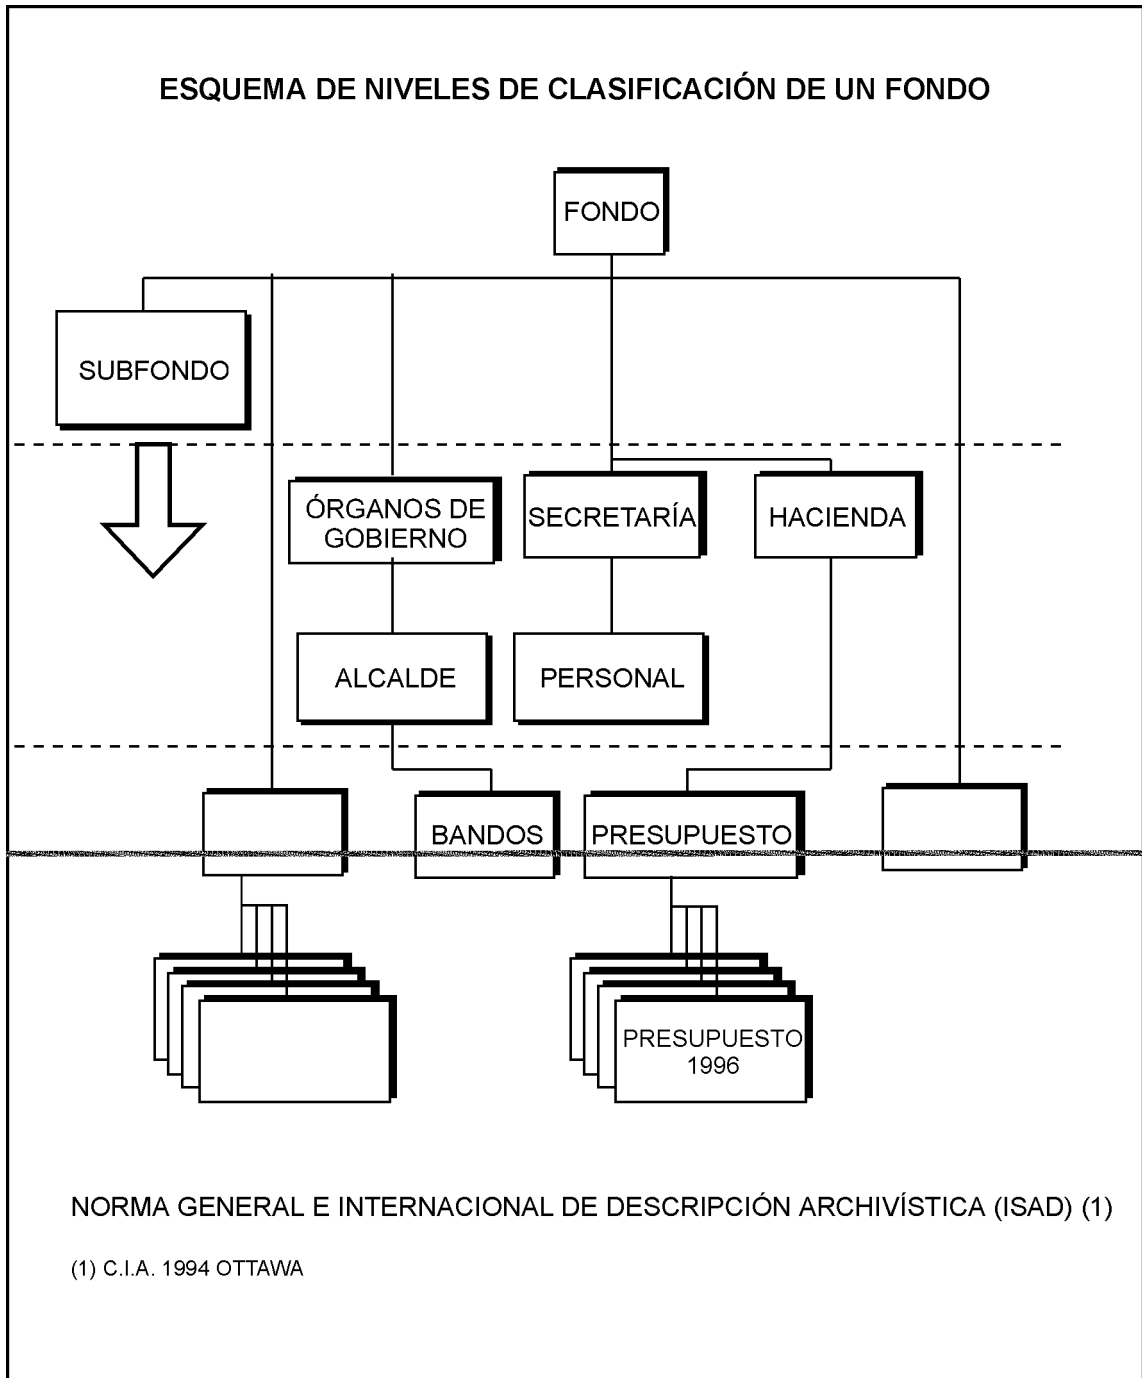 ESQUEMA DE NIVELES DE CLASIFICACIÓN DE UN FONDO
FONDO
SUBFONDO
ÓRGANOS DE
GOBIERNO
SECRETARÍA
HACIENDA
ALCALDE
PERSONAL
BANDOS
PRESUPUESTO
PRESUPUESTO
1996
NORMA GENERAL E INTERNACIONAL DE DESCRIPCIÓN ARCHIVÍSTICA (ISAD) (1)
(1) C.I.A. 1994 OTTAWA